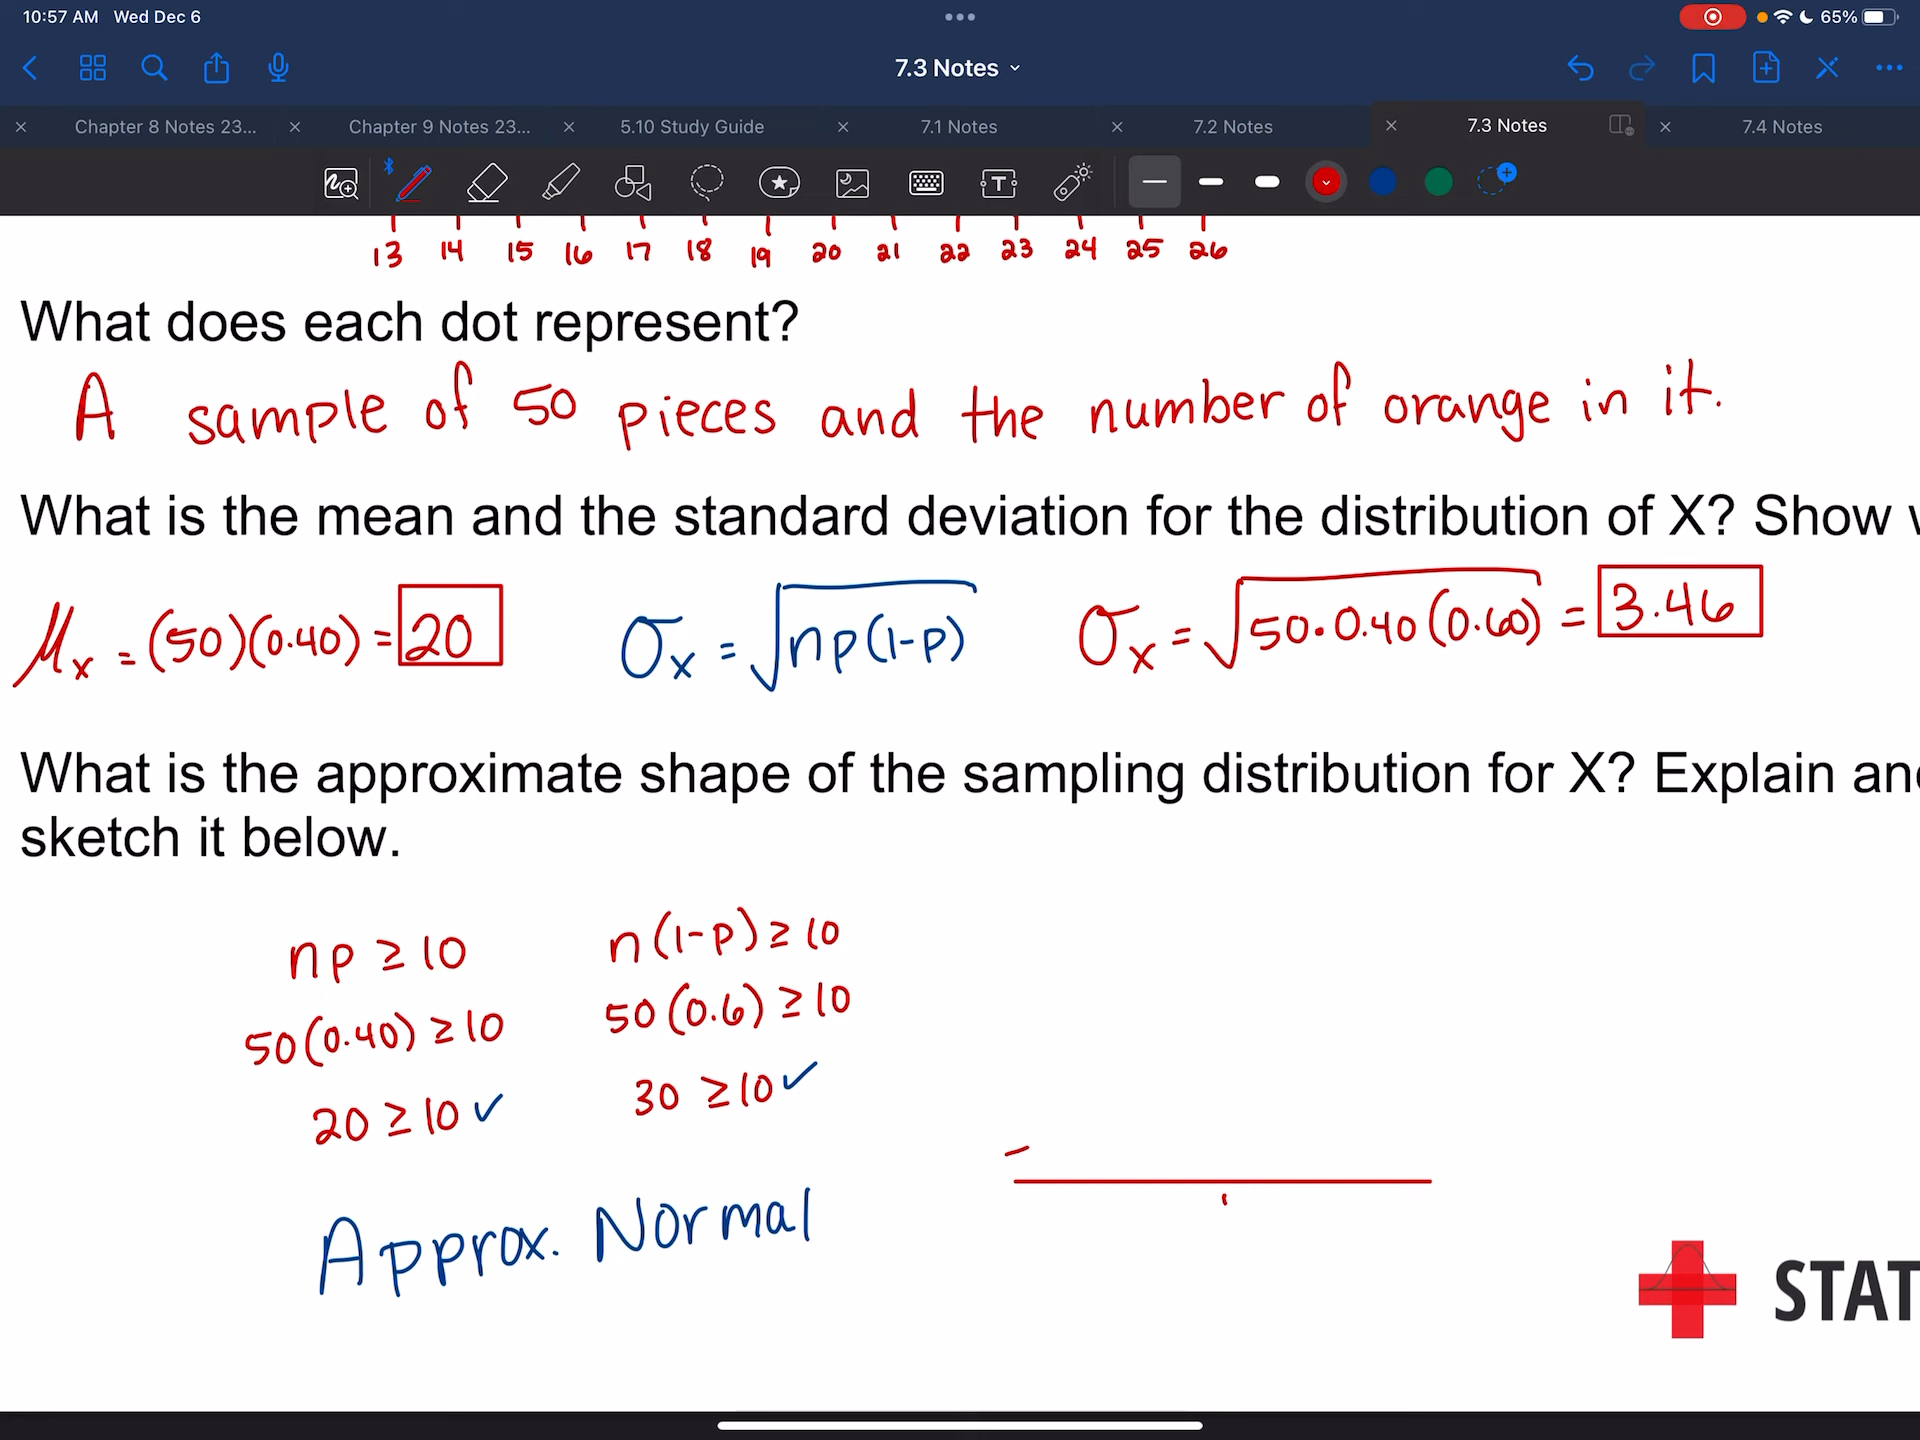 10:57 AM Wed Dec 6
65%
7.3 Notes
Chapter 8 Notes 23...
Chapter 9 Notes 23...
5.10 Study Guide
7.1 Notes
7.2 Notes
7.3 Notes
7.4 Notes
13 14 15 16 17 18 19 20 21 22 23 24 25 26
What does each dot represent?
A sample of 50 pieces and the number of orange in it.
What is the mean and the standard deviation for the distribution of X? Show
μx = (50)(0.40) = 20
σx = √np(1-p)
σx = √50·0.40(0.60) = 3.46
What is the approximate shape of the sampling distribution for X? Explain an
sketch it below.
np ≥ 10
n(1-p) ≥ 10
50(0.40) ≥ 10
50(0.6) ≥ 10
20 ≥ 10 ✓
30 ≥ 10 ✓
Approx. Normal
STAT